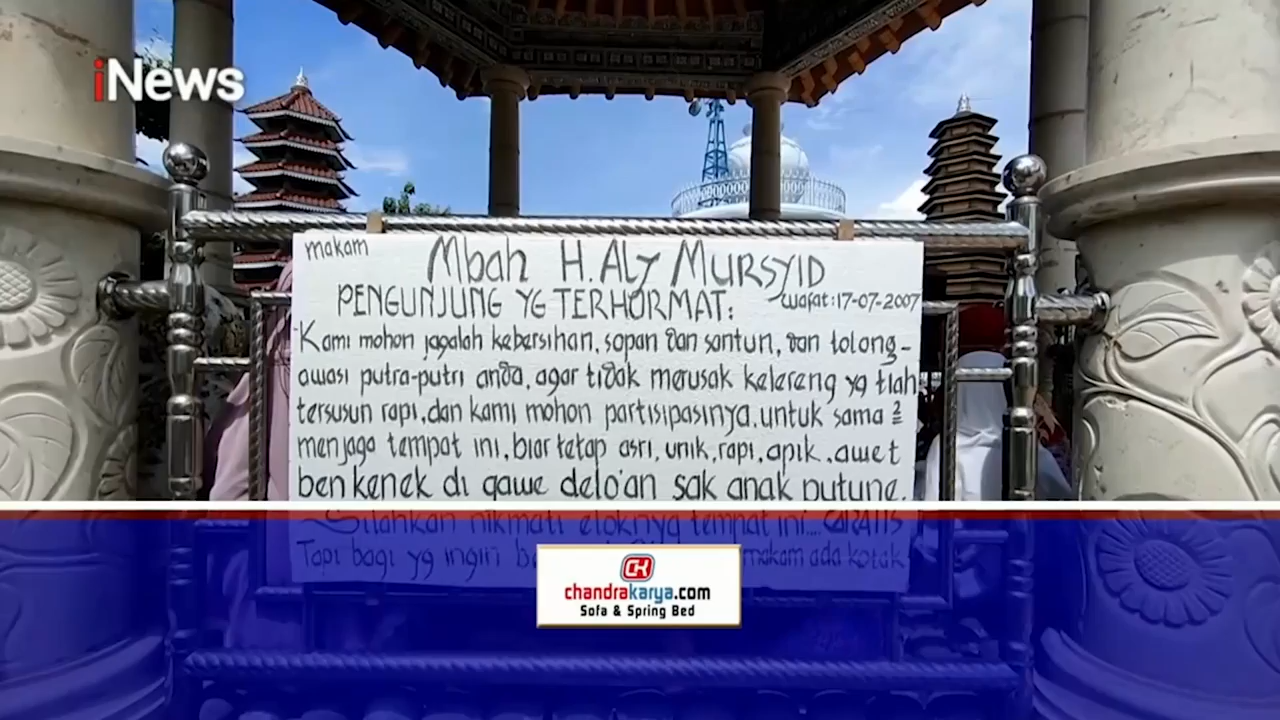 iNews
makam Mbah H. ALY MURSYID
PENGUNJUNG YG TERHORMAT: wafat: 17-07-2007
Kami mohon jagalah kebersihan, sopan dan santun, dan tolong-
awasi putra-putri anda, agar tidak merusak kelereng yg tlah
tersusun rapi, dan kami mohon partisipasinya. untuk sama 2
menjaga tempat ini, biar tetap asri, unik, rapi, apik, awet
ben kenek di gawe delo'an sak anak putune.
Silahkan nikmati eloknya tempat ini... GRATIS
Tapi bagi yg ingin makam ada kotak
CK
chandrakarya.com
Sofa & Spring Bed